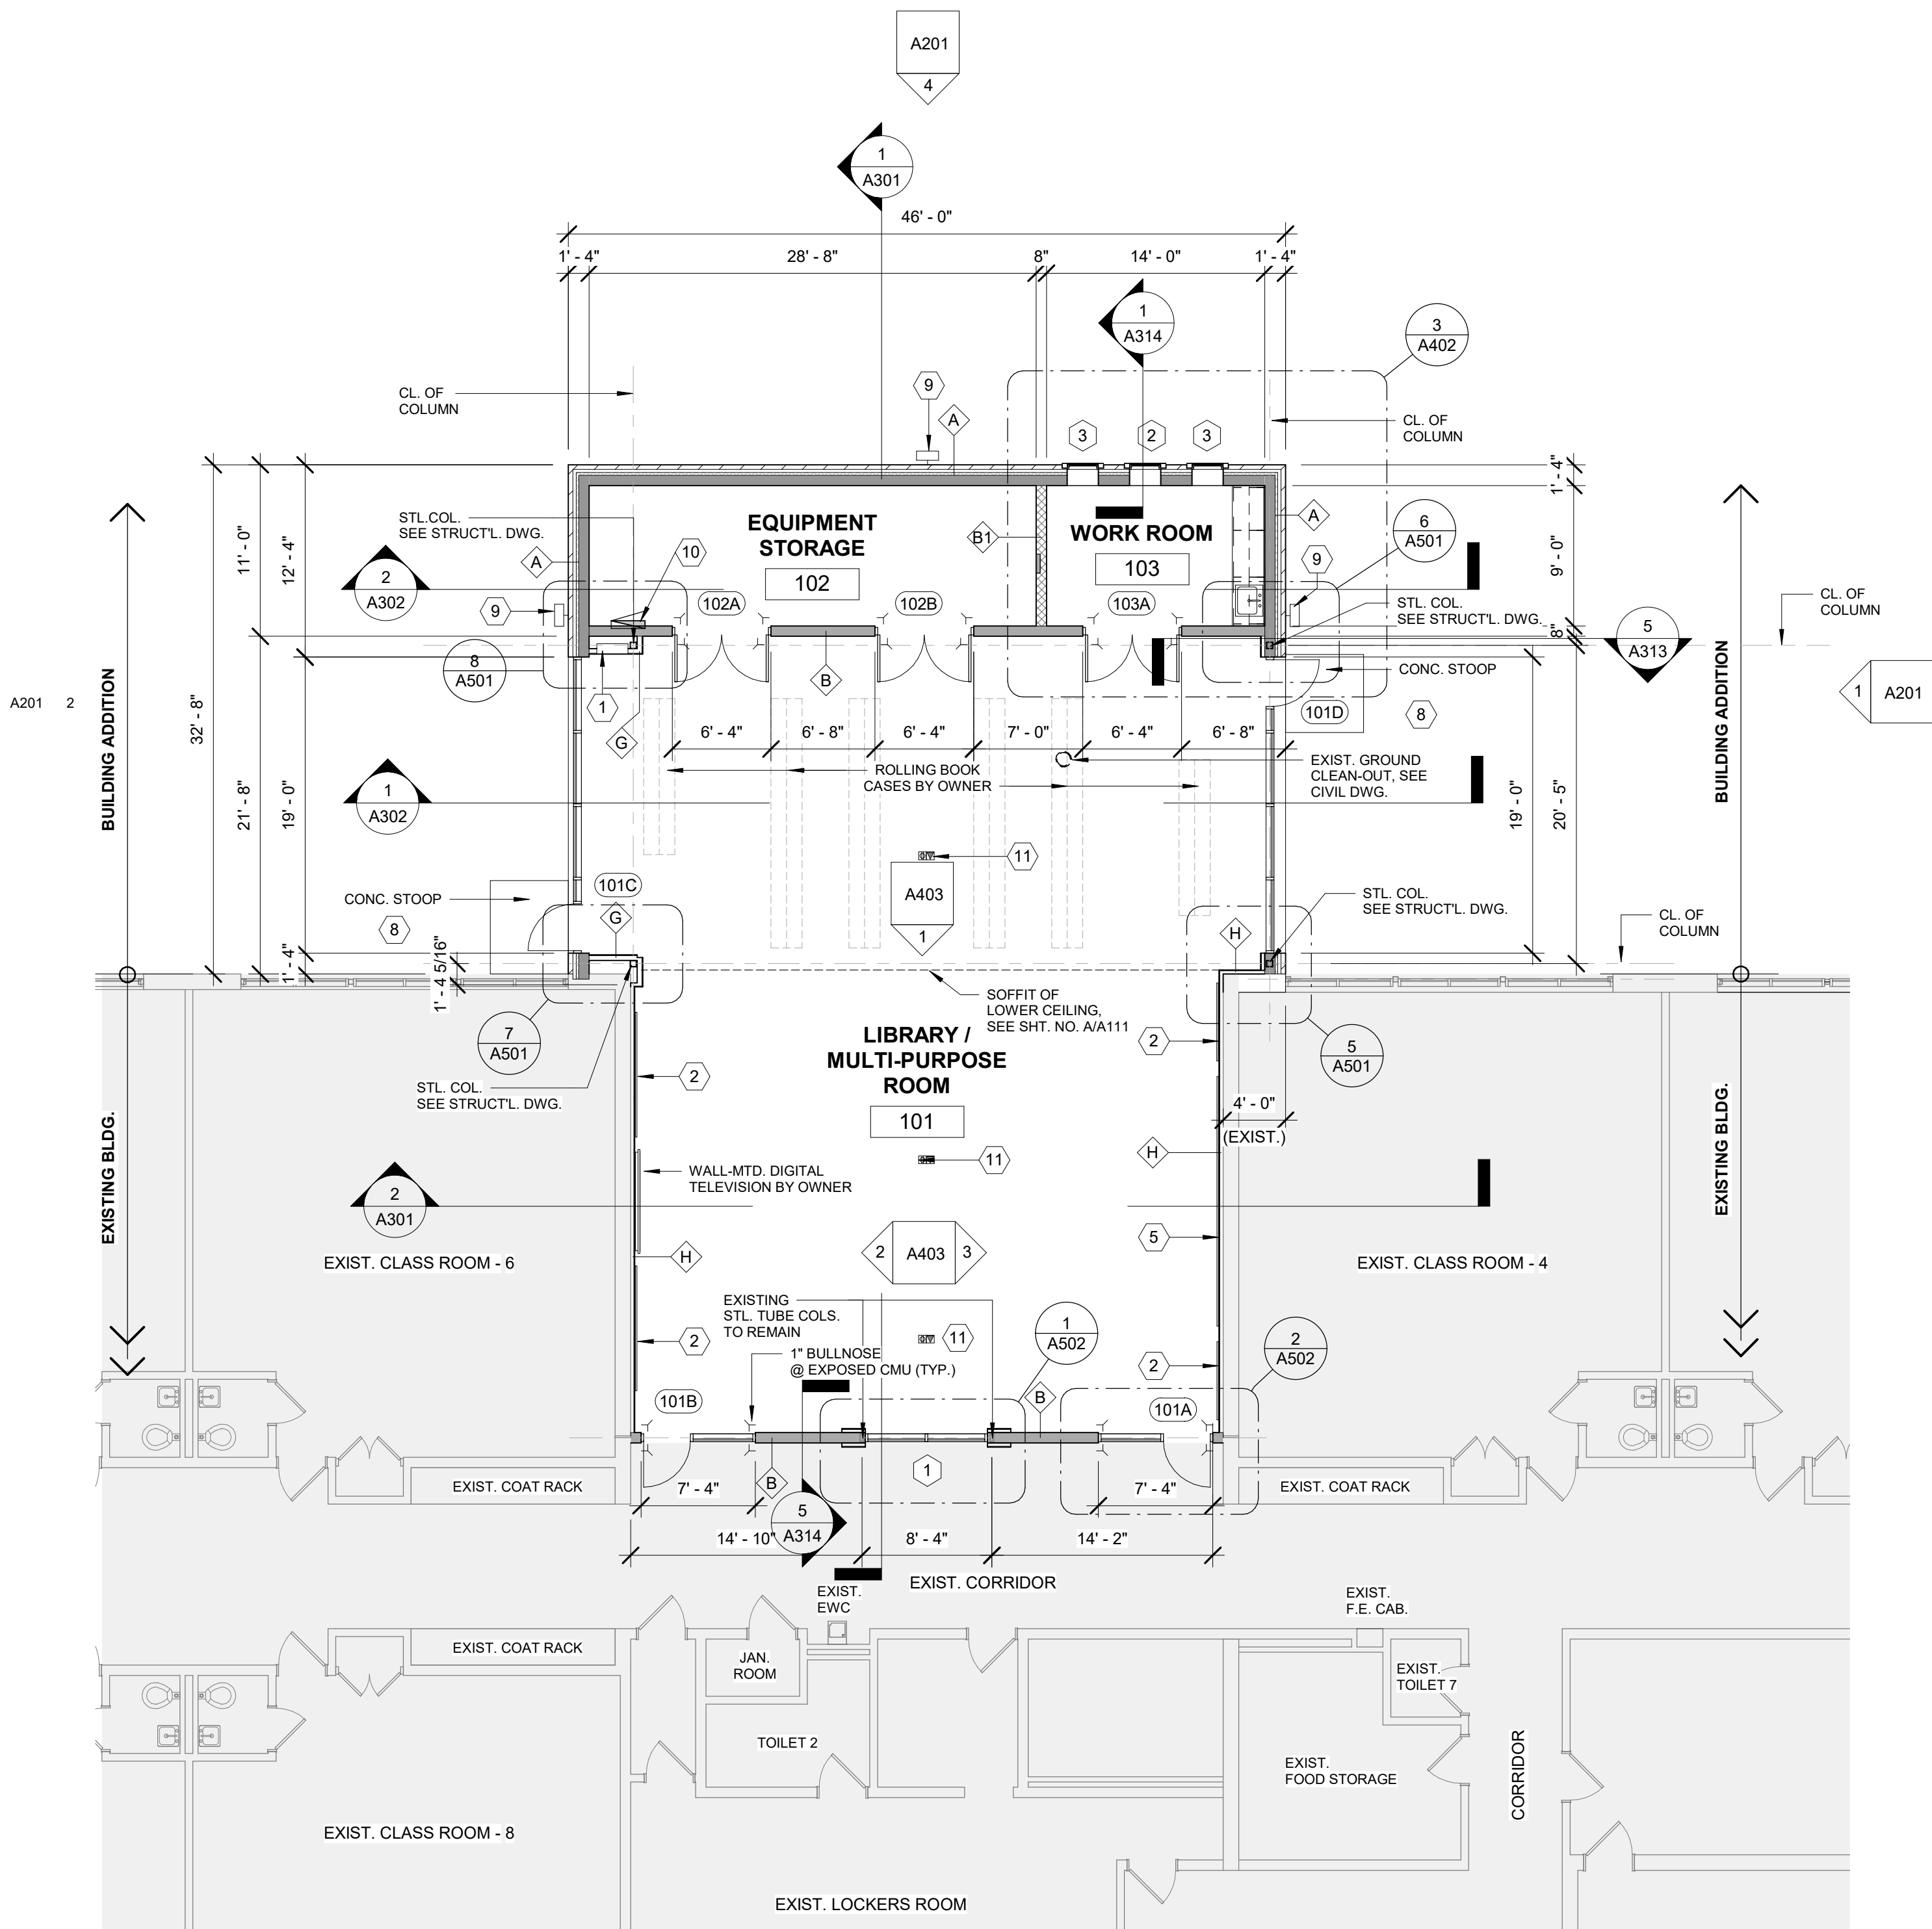 A201
4
1
A301
46' - 0"
1' - 4"
28' - 8"
8"
14' - 0"
1' - 4"
1
A314
3
A402
CL. OF
COLUMN
9
A
3
2
3
CL. OF
COLUMN
STL.COL.
SEE STRUCT'L. DWG.
A
2
A302
9
10
EQUIPMENT
STORAGE
102
B1
WORK ROOM
103
A
6
A501
9
1' - 4"
9' - 0"
8"
11' - 0"
12' - 4"
32' - 8"
21' - 8"
19' - 0"
1' - 4"
1' - 4 5/16"
102A
102B
103A
STL. COL.
SEE STRUCT'L. DWG.
CL. OF
COLUMN
5
A313
8
A501
1
G
B
CONC. STOOP
101D
8
1
A201
A201
2
BUILDING ADDITION
BUILDING ADDITION
6' - 4"
6' - 8"
6' - 4"
7' - 0"
6' - 4"
6' - 8"
ROLLING BOOK
CASES BY OWNER
EXIST. GROUND
CLEAN-OUT, SEE
CIVIL DWG.
1
A302
19' - 0"
20' - 5"
11
A403
1
101C
G
CONC. STOOP
8
H
STL. COL.
SEE STRUCT'L. DWG.
CL. OF
COLUMN
SOFFIT OF
LOWER CEILING,
SEE SHT. NO. A/A111
7
A501
STL. COL.
SEE STRUCT'L. DWG.
LIBRARY /
MULTI-PURPOSE
ROOM
101
2
2
5
A501
4' - 0"
(EXIST.)
H
11
WALL-MTD. DIGITAL
TELEVISION BY OWNER
2
A301
EXISTING BLDG.
EXISTING BLDG.
EXIST. CLASS ROOM - 6
H
2
A403
3
5
EXIST. CLASS ROOM - 4
EXISTING
STL. TUBE COLS.
TO REMAIN
11
1
A502
2
A502
2
1" BULLNOSE
@ EXPOSED CMU (TYP.)
2
101B
B
101A
B
1
7' - 4"
7' - 4"
5
A314
14' - 10"
8' - 4"
14' - 2"
EXIST. COAT RACK
EXIST. COAT RACK
EXIST. CORRIDOR
EXIST.
EWC
EXIST.
F.E. CAB.
EXIST. COAT RACK
JAN.
ROOM
EXIST.
TOILET 7
TOILET 2
EXIST.
FOOD STORAGE
CORRIDOR
EXIST. CLASS ROOM - 8
EXIST. LOCKERS ROOM